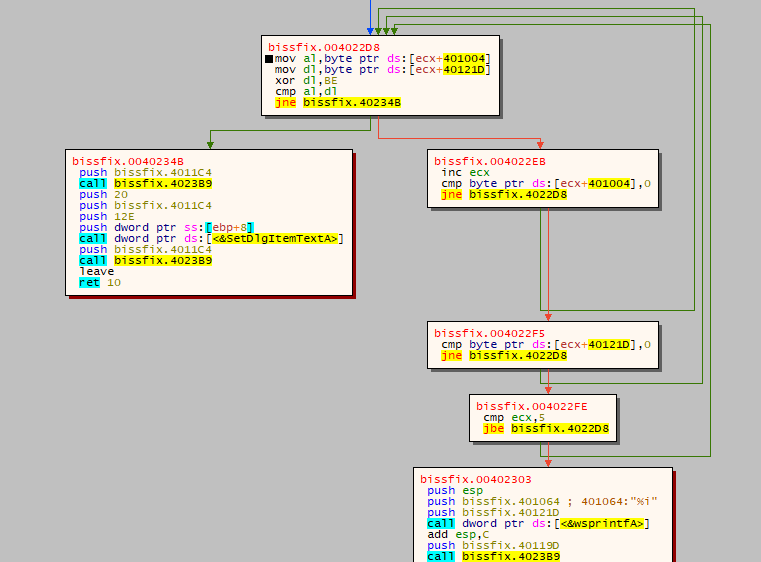 bissfix.004022D8
mov al,byte ptr ds:[ecx+401004]
mov dl,byte ptr ds:[ecx+40121D]
xor dl,BE
cmp al,dl
jne bissfix.40234B
bissfix.0040234B
push bissfix.4011C4
call bissfix.4023B9
push 20
push bissfix.4011C4
push 12E
push dword ptr ss:[ebp+8]
call dword ptr ds:[<&SetDlgItemTextA>]
push bissfix.4011C4
call bissfix.4023B9
leave
ret 10
bissfix.004022EB
inc ecx
cmp byte ptr ds:[ecx+401004],0
jne bissfix.4022D8
bissfix.004022F5
cmp byte ptr ds:[ecx+40121D],0
jne bissfix.4022D8
bissfix.004022FE
cmp ecx,5
jbe bissfix.4022D8
bissfix.00402303
push esp
push bissfix.401064 ; 401064:"%i"
push bissfix.40121D
call dword ptr ds:[<&wsprintfA>]
add esp,C
push bissfix.40119D
call bissfix.4023B9